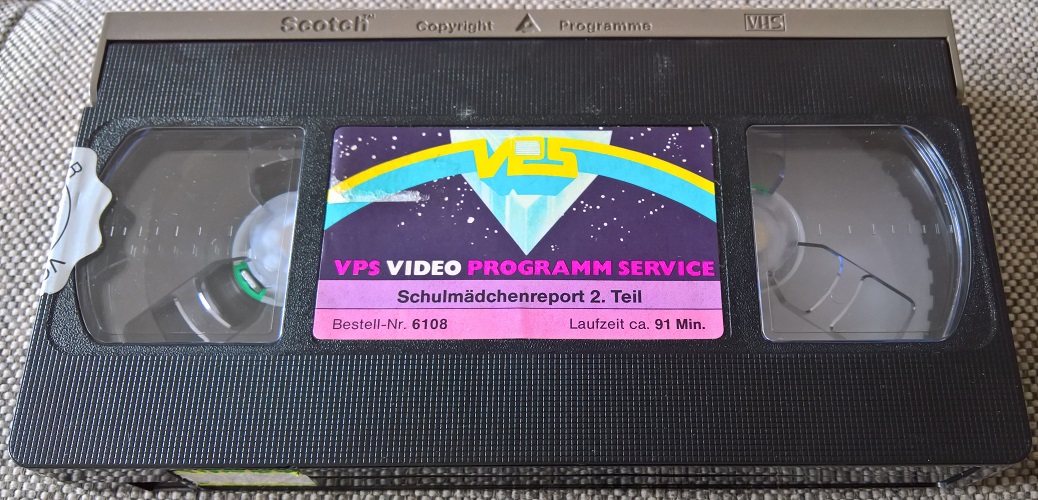 Scotch Copyright Programme VHS
VPS
VPS VIDEO PROGRAMM SERVICE
Schulmädchenreport 2. Teil
Bestell-Nr. 6108 Laufzeit ca. 91 Min.